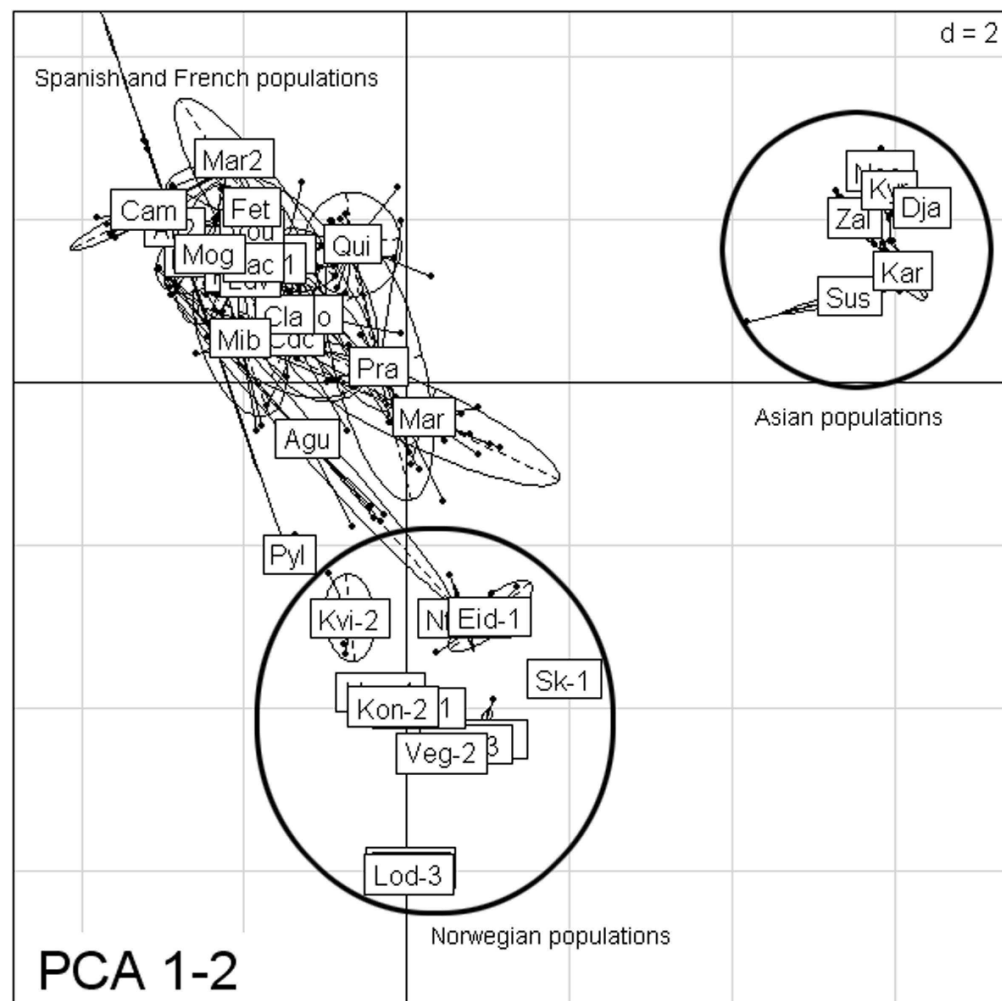 d = 2
Spanish and French populations
Mar2
Cam
Fet
Dja
Zal
Qui
Mog
Kar
Sus
Cla
Mib
Pra
Mar
Asian populations
Agu
Pyl
Kvi-2
Eid-1
Sk-1
Kon-2
Veg-2
Lod-3
Norwegian populations
PCA 1-2